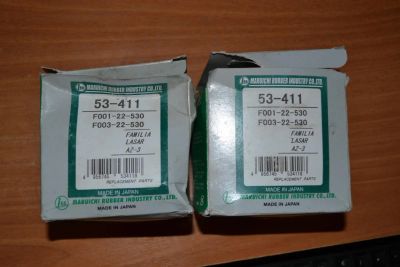 MARUICHI RUBBER INDUSTRY CO.,LTD.
53-411
F001-22-530
F003-22-530
FAMILIA
LASAR
AZ-3
REPLACEMENT PARTS
MADE IN JAPAN
MARUICHI RUBBER INDUSTRY CO., LTD.
MADE IN JAPAN
MARUICHI RUBBER INDUSTRY CO., LTD.
53-411
F001-22-530
F003-22-530
FAMILIA
LASAR
AZ-3
REPLACEMENT PARTS
MADE IN JAPAN
MARUICHI RUBBER INDUSTRY CO., LTD.
MADE IN JAPAN